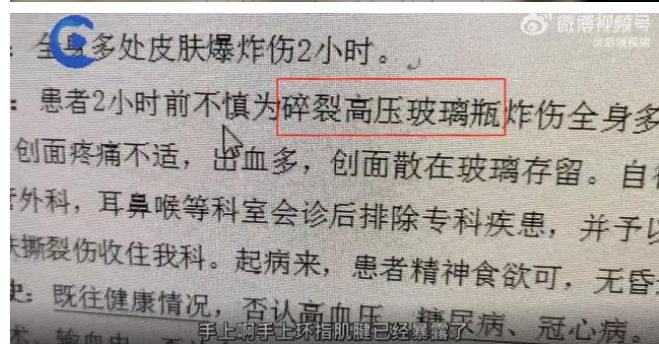 微博视频号
:全身多处皮肤爆炸伤2小时。
:患者2小时前不慎为碎裂高压玻璃瓶炸伤全身多
创面疼痛不适,出血多,创面散在玻璃存留。自
外科,耳鼻喉等科室会诊后排除专科疾患,并予以
撕裂伤收住我科。起病来,患者精神食欲可,无昏
史:既往健康情况,否认高血压、糖尿病、冠心病。
术、输血史
手上啊手上环指肌腱已经暴露了